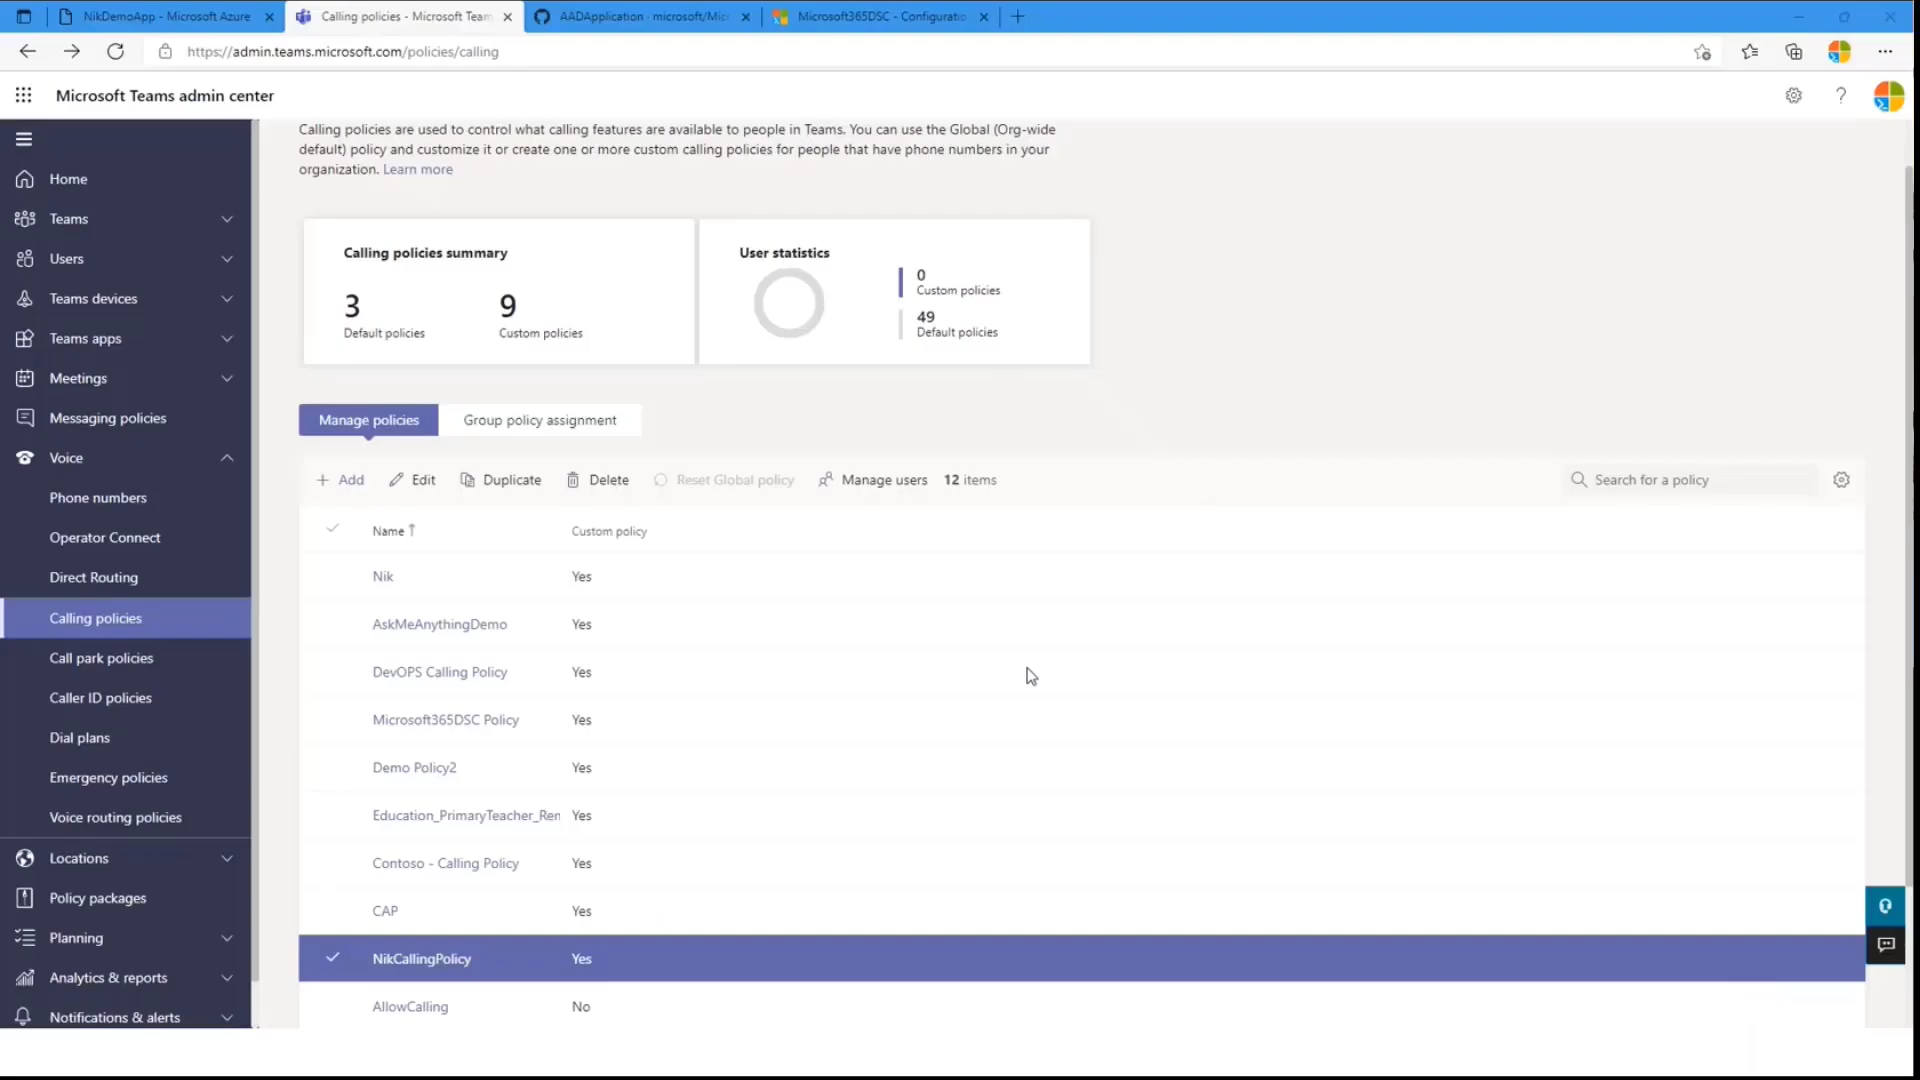 NikDemoApp - Microsoft Azure
Calling policies - Microsoft Team
AADApplication · microsoft/Micr
Microsoft365DSC - Configuratio
https://admin.teams.microsoft.com/policies/calling
Microsoft Teams admin center
Home
Teams
Users
Teams devices
Teams apps
Meetings
Messaging policies
Voice
Phone numbers
Operator Connect
Direct Routing
Calling policies
Call park policies
Caller ID policies
Dial plans
Emergency policies
Voice routing policies
Locations
Policy packages
Planning
Analytics & reports
Notifications & alerts
Calling policies are used to control what calling features are available to people in Teams. You can use the Global (Org-wide
default) policy and customize it or create one or more custom calling policies for people that have phone numbers in your
organization. Learn more
Calling policies summary
3
Default policies
9
Custom policies
User statistics
0
Custom policies
49
Default policies
Manage policies
Group policy assignment
+ Add Edit Duplicate Delete Reset Global policy Manage users 12 items
Search for a policy
Name ↑ Custom policy
Nik Yes
AskMeAnythingDemo Yes
DevOPS Calling Policy Yes
Microsoft365DSC Policy Yes
Demo Policy2 Yes
Education_PrimaryTeacher_Ren Yes
Contoso - Calling Policy Yes
CAP Yes
NikCallingPolicy Yes
AllowCalling No